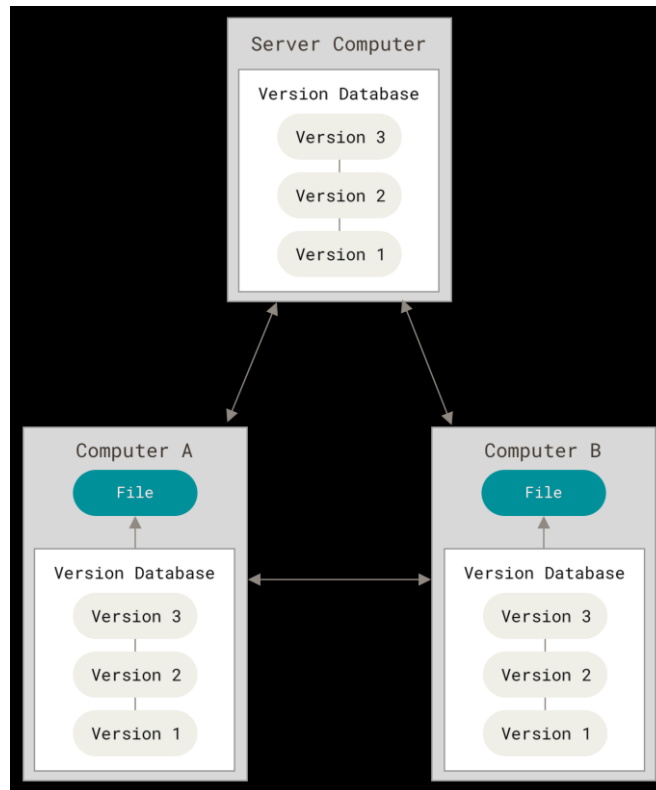 Server Computer
Version Database
Version 3
Version 2
Version 1
Computer A
File
Version Database
Version 3
Version 2
Version 1
Computer B
File
Version Database
Version 3
Version 2
Version 1